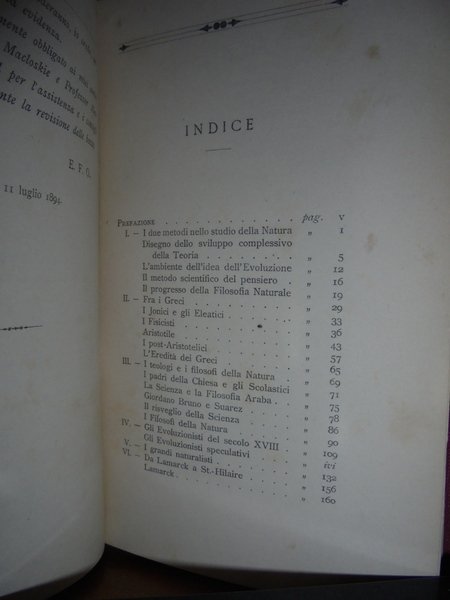 a evidenza.
mente obbligato ai miei
Macloskie e Professor
per l'assistenza e i
nte la revisione delle
E. F. O.
11 luglio 1894.
INDICE
PREFAZIONE . . . . . . . . . . pag. V
I. — I due metodi nello studio della Natura „ 1
Disegno dello sviluppo complessivo
della Teoria . . . . . . . . „ 5
L'ambiente dell'idea dell'Evoluzione „ 12
Il metodo scientifico del pensiero . „ 16
Il progresso della Filosofia Naturale „ 19
II. — Fra i Greci . . . . . . . . „ 29
I Jonici e gli Eleatici . . . . . „ 33
I Fisicisti . . . . . . . . „ 36
Aristotile . . . . . . . . „ 43
I post-Aristotelici . . . . . . „ 57
L'Eredità dei Greci . . . . . . „ 65
III. — I teologi e i filosofi della Natura . „ 69
I padri della Chiesa e gli Scolastici „ 71
La Scienza e la Filosofia Araba . . „ 75
Giordano Bruno e Suarez . . . . „ 78
Il risveglio della Scienza . . . . „ 86
I Filosofi della Natura . . . . . „ 90
IV. — Gli Evoluzionisti del secolo XVIII „ 109
Gli Evoluzionisti speculativi . . . „ ivi
V. — I grandi naturalisti . . . . . „ 132
VI. — Da Lamarck a St.-Hilaire . . . . „ 156
Lamarck . . . . . . . . „ 160